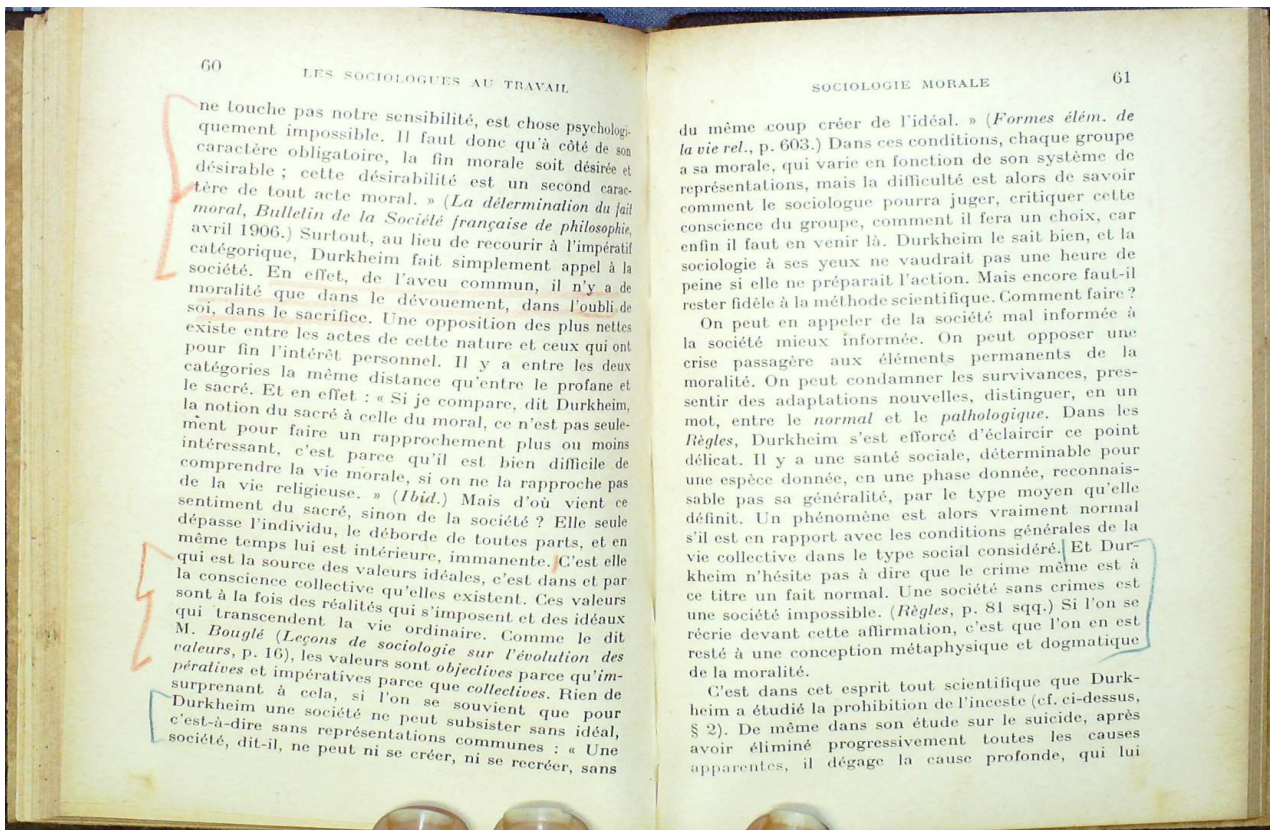 60
LES SOCIOLOGUES AU TRAVAIL
ne touche pas notre sensibilité, est chose psychologi-
quement impossible. Il faut donc qu'à côté de son
caractère obligatoire, la fin morale soit désirée et
désirable ; cette désirabilité est un second carac-
tère de tout acte moral. » (La détermination du fait
moral, Bulletin de la Société française de philosophie,
avril 1906.) Surtout, au lieu de recourir à l'impératif
catégorique, Durkheim fait simplement appel à la
société. En effet, de l'aveu commun, il n'y a de
moralité que dans le dévouement, dans l'oubli de
soi, dans le sacrifice. Une opposition des plus nettes
existe entre les actes de cette nature et ceux qui ont
pour fin l'intérêt personnel. Il y a entre les deux
catégories la même distance qu'entre le profane et
le sacré. Et en effet : « Si je compare, dit Durkheim,
la notion du sacré à celle du moral, ce n'est pas seule-
ment pour faire un rapprochement plus ou moins
intéressant, c'est parce qu'il est bien difficile de
comprendre la vie morale, si on ne la rapproche pas
de la vie religieuse. » (Ibid.) Mais d'où vient ce
sentiment du sacré, sinon de la société ? Elle seule
dépasse l'individu, le déborde de toutes parts, et en
même temps lui est intérieure, immanente. C'est elle
qui est la source des valeurs idéales, c'est dans et par
la conscience collective qu'elles existent. Ces valeurs
sont à la fois des réalités qui s'imposent et des idéaux
qui transcendent la vie ordinaire. Comme le dit
M. Bouglé (Leçons de sociologie sur l'évolution des
valeurs, p. 16), les valeurs sont objectives parce qu'im-
pératives et impératives parce que collectives. Rien de
surprenant à cela, si l'on se souvient que pour
Durkheim une société ne peut subsister sans idéal,
c'est-à-dire sans représentations communes : « Une
société, dit-il, ne peut ni se créer, ni se recréer, sans
SOCIOLOGIE MORALE
61
du même coup créer de l'idéal. » (Formes élém. de
la vie rel., p. 603.) Dans ces conditions, chaque groupe
a sa morale, qui varie en fonction de son système de
représentations, mais la difficulté est alors de savoir
comment le sociologue pourra juger, critiquer cette
conscience du groupe, comment il fera un choix, car
enfin il faut en venir là. Durkheim le sait bien, et la
sociologie à ses yeux ne vaudrait pas une heure de
peine si elle ne préparait l'action. Mais encore faut-il
rester fidèle à la méthode scientifique. Comment faire ?
On peut en appeler de la société mal informée à
la société mieux informée. On peut opposer une
crise passagère aux éléments permanents de la
moralité. On peut condamner les survivances, pres-
sentir des adaptations nouvelles, distinguer, en un
mot, entre le normal et le pathologique. Dans les
Règles, Durkheim s'est efforcé d'éclaircir ce point
délicat. Il y a une santé sociale, déterminable pour
une espèce donnée, en une phase donnée, reconnais-
sable pas sa généralité, par le type moyen qu'elle
définit. Un phénomène est alors vraiment normal
s'il est en rapport avec les conditions générales de la
vie collective dans le type social considéré. Et Dur-
kheim n'hésite pas à dire que le crime même est à
ce titre un fait normal. Une société sans crimes est
une société impossible. (Règles, p. 81 sqq.) Si l'on se
récrie devant cette affirmation, c'est que l'on en est
resté à une conception métaphysique et dogmatique
de la moralité.
C'est dans cet esprit tout scientifique que Durk-
heim a étudié la prohibition de l'inceste (cf. ci-dessus,
§ 2). De même dans son étude sur le suicide, après
avoir éliminé progressivement toutes les causes
apparentes, il dégage la cause profonde, qui lui